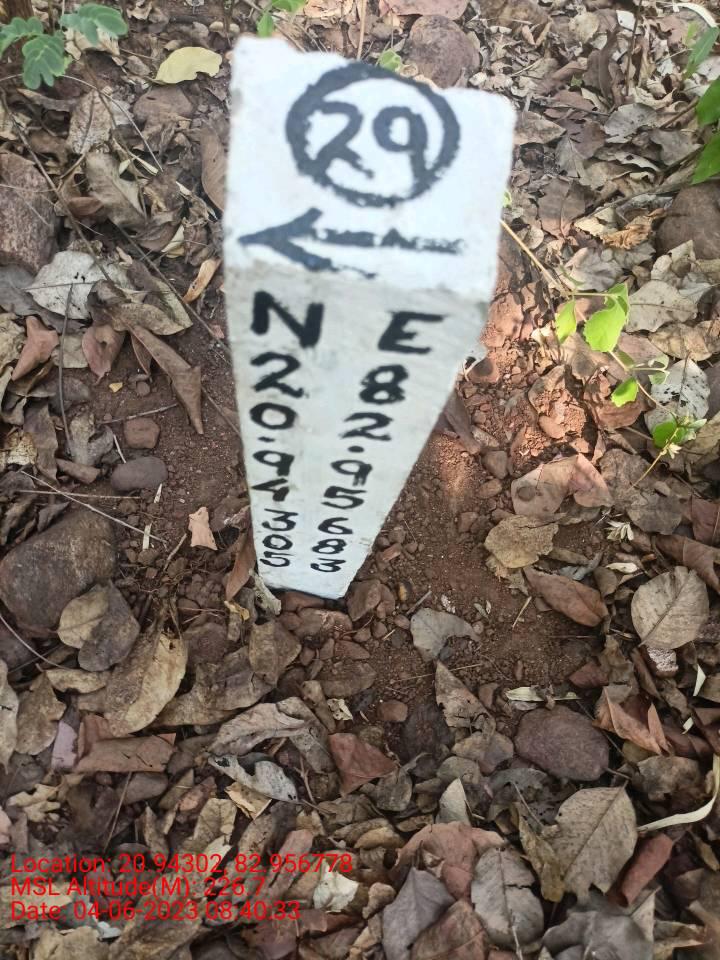 29
←
N E
20.94305 82.95683
Location: 20.94302, 82.956778
MSL Altitude(M): 226.7
Date: 04-06-2023 08:40:33